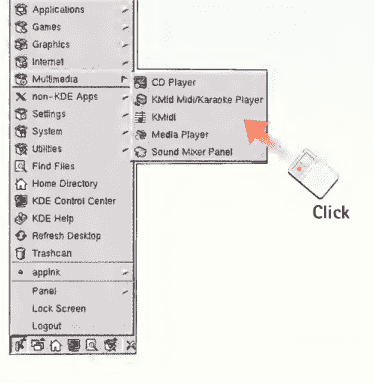 Applications
Games
Graphics
Internet
Multimedia
non-KDE Apps
Settings
System
Utilities
Find Files
Home Directory
KDE Control Center
KDE Help
Refresh Desktop
Trashcan
applnk
Panel
Lock Screen
Logout
CD Player
KMid Midi/Karaoke Player
KMidi
Media Player
Sound Mixer Panel
Click